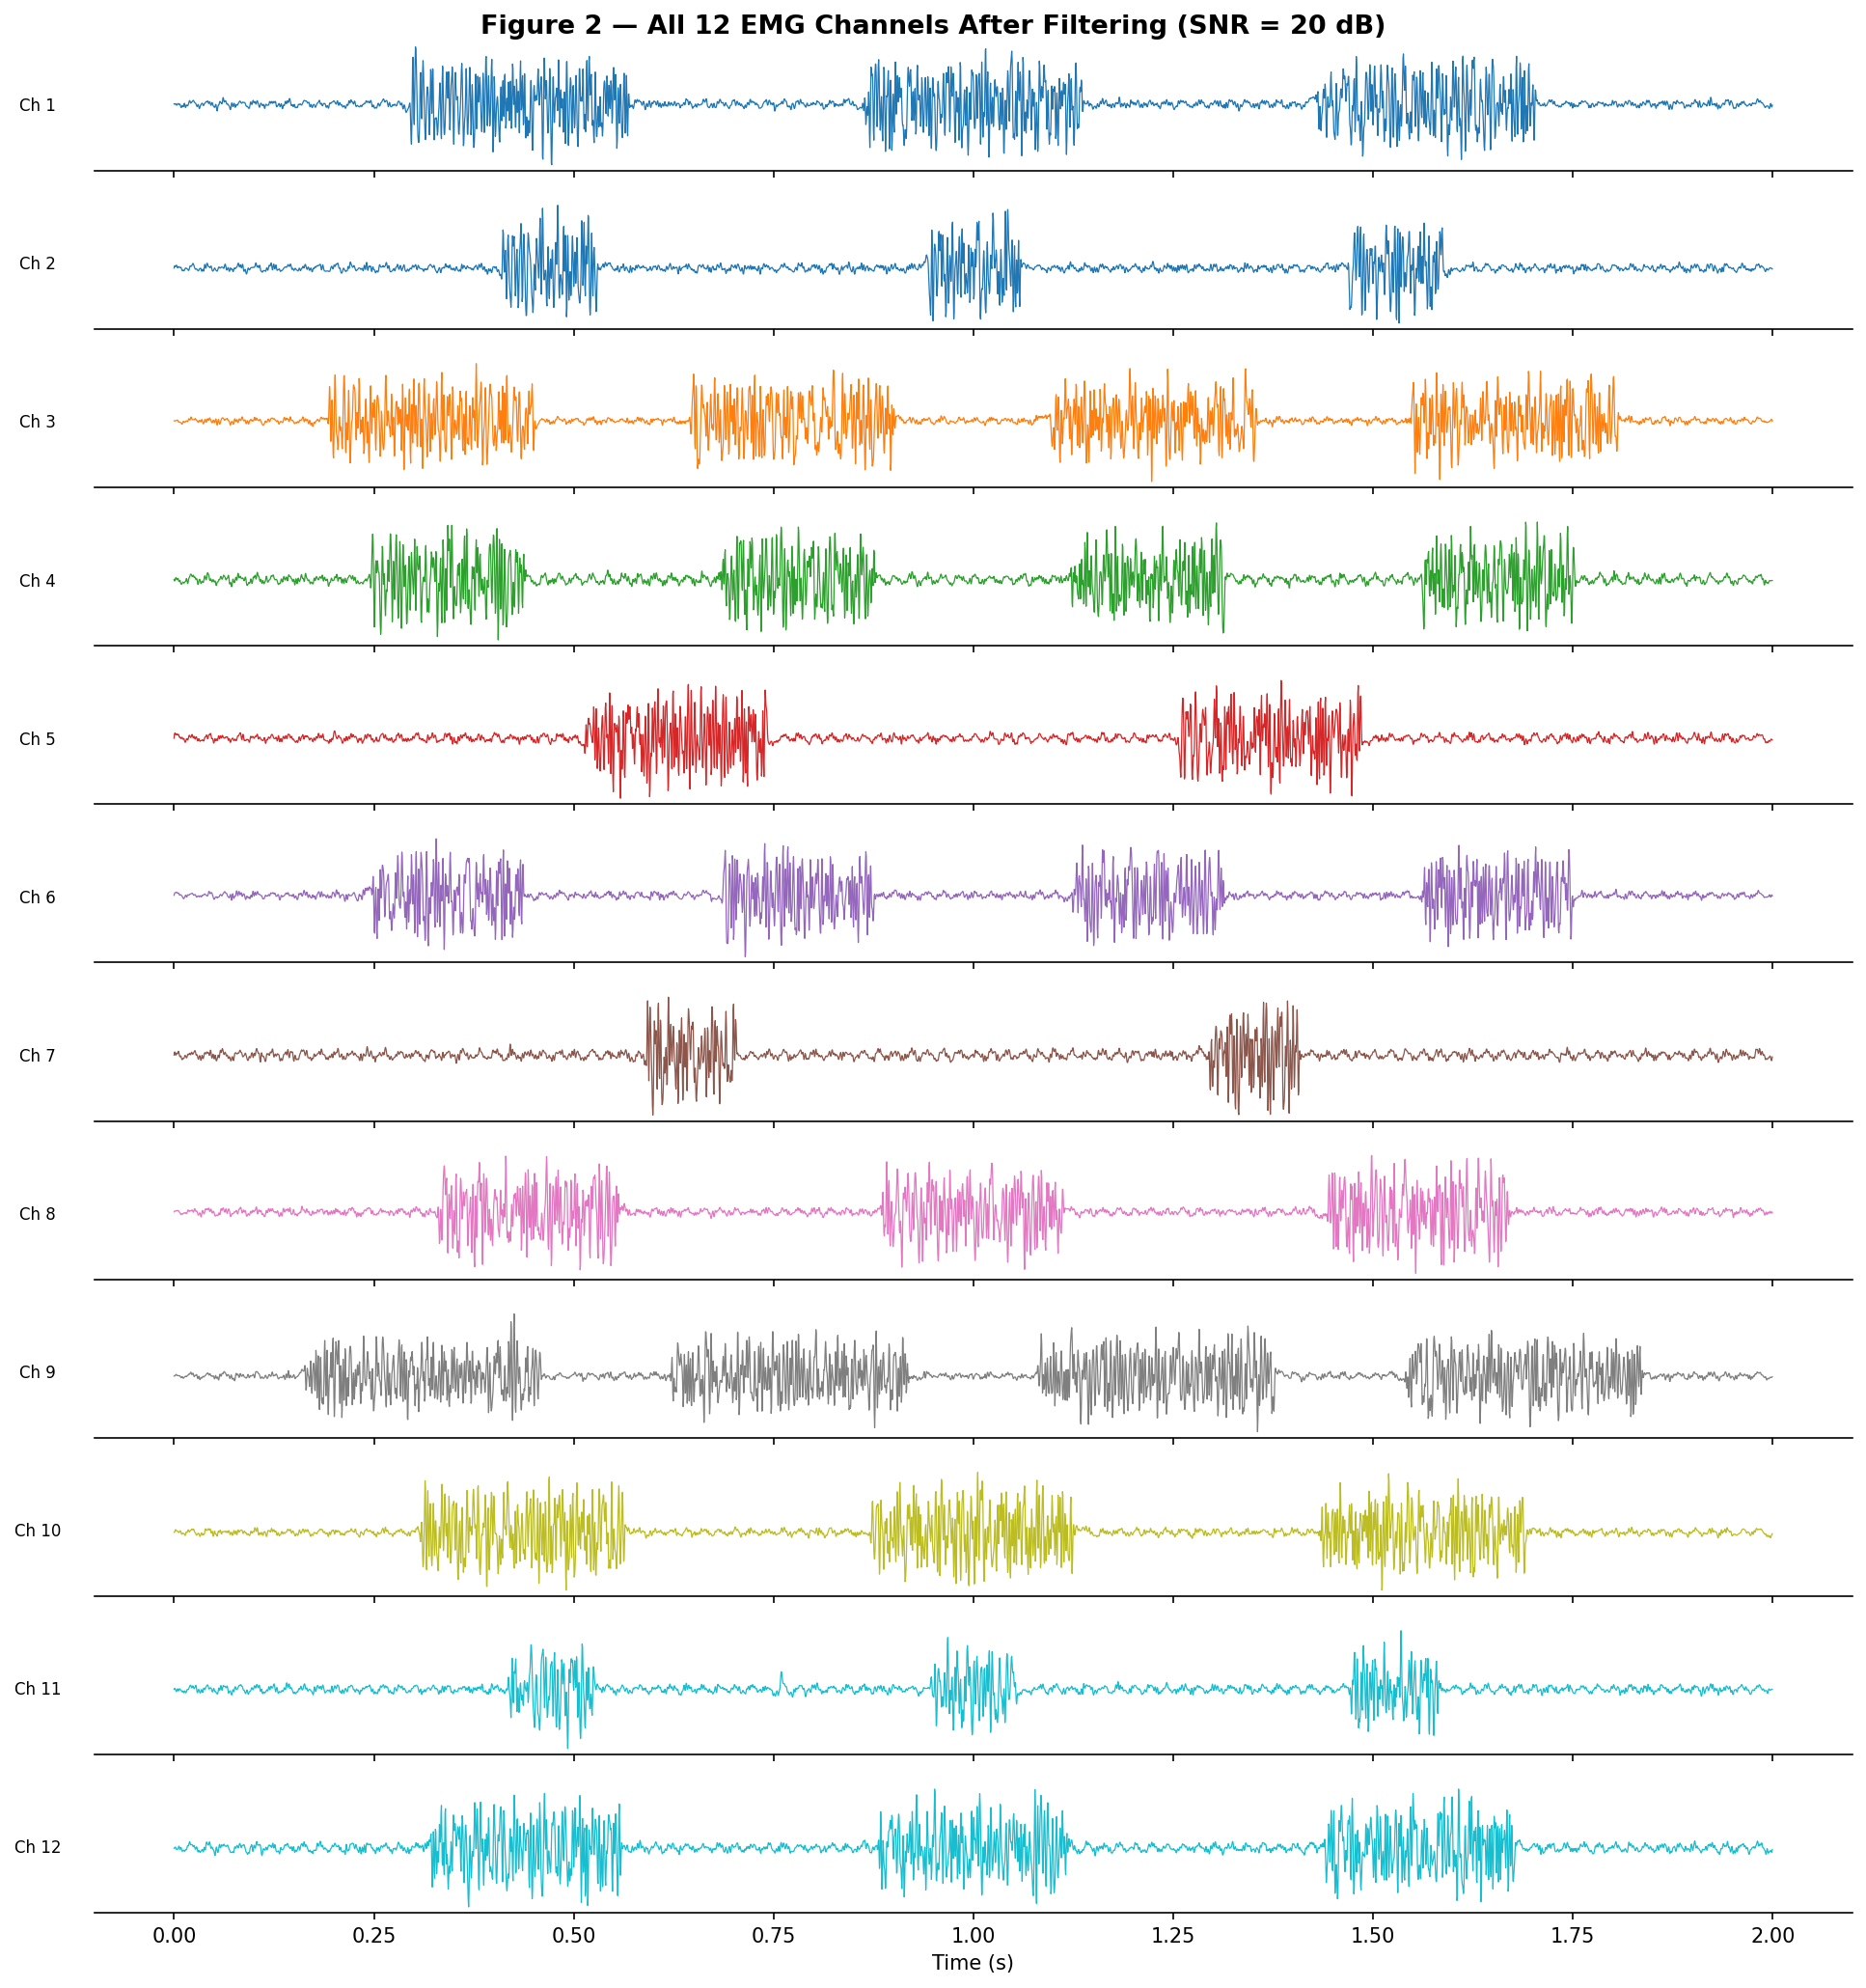 Figure 2 — All 12 EMG Channels After Filtering (SNR = 20 dB)
Ch 1
Ch 2
Ch 3
Ch 4
Ch 5
Ch 6
Ch 7
Ch 8
Ch 9
Ch 10
Ch 11
Ch 12
0.00 0.25 0.50 0.75 1.00 1.25 1.50 1.75 2.00
Time (s)